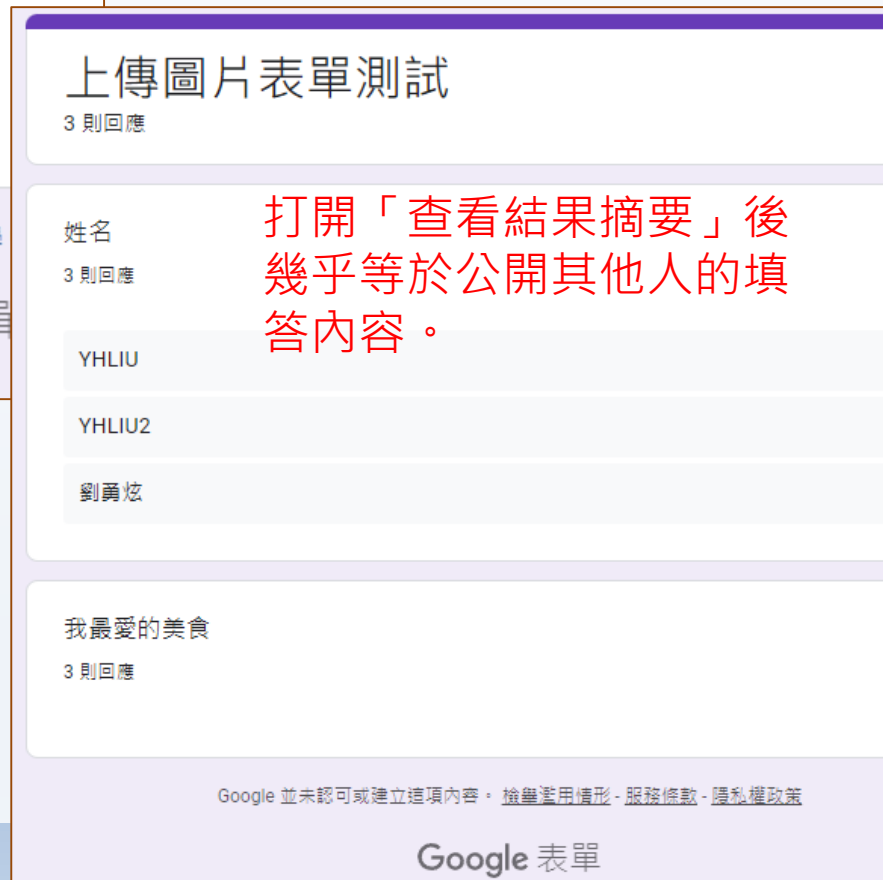 上傳圖片表單測試
3 則回應
姓名
3 則回應
打開「查看結果摘要」後
幾乎等於公開其他人的填
答內容。
YHLIU
YHLIU2
劉勇炫
我最愛的美食
3 則回應
Google 並未認可或建立這項內容。 檢舉濫用情形 - 服務條款 - 隱私權政策
Google 表單